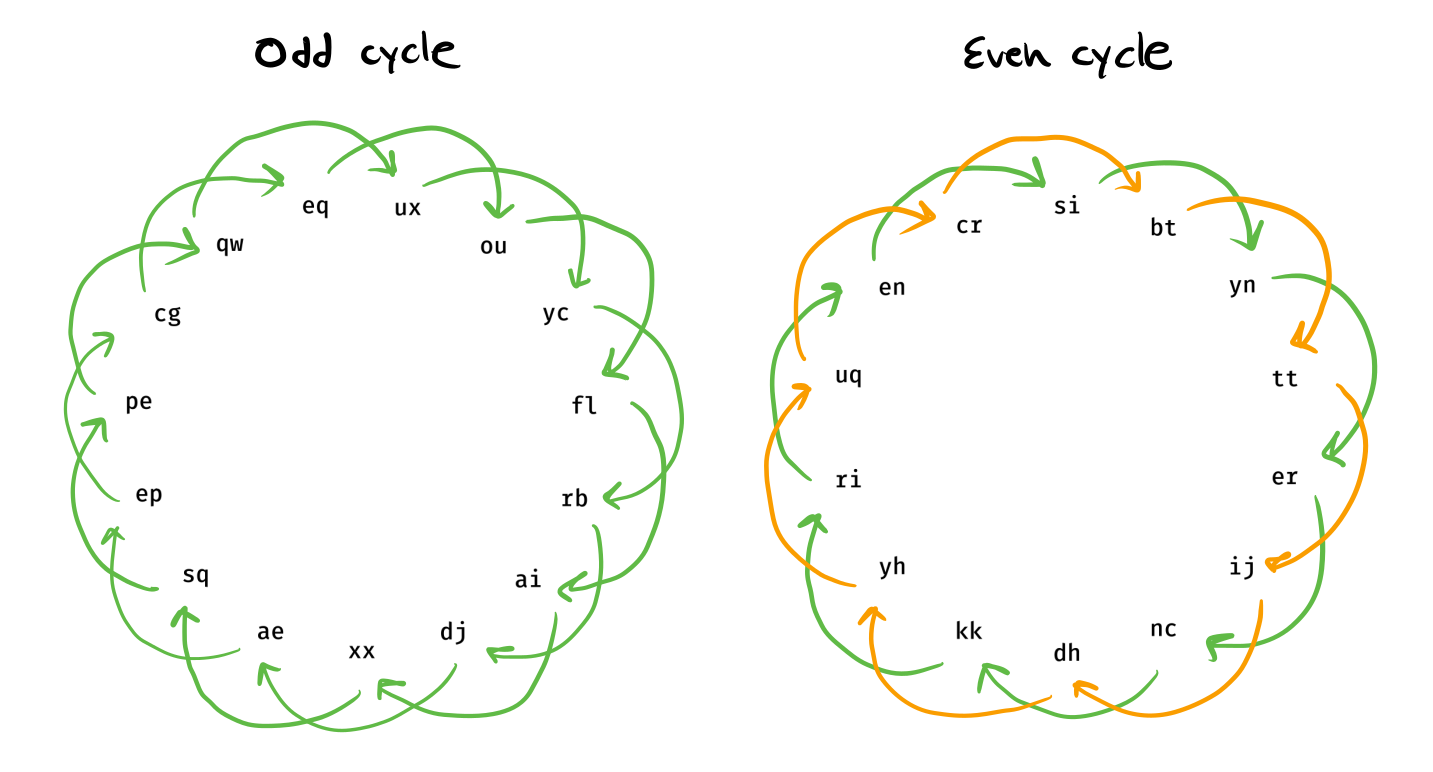 Odd cycle
Even cycle
eq
ux
qw
ou
cg
yc
pe
fl
ep
rb
sq
ai
ae
dj
xx
si
cr
bt
en
yn
uq
tt
ri
er
yh
ij
kk
nc
dh